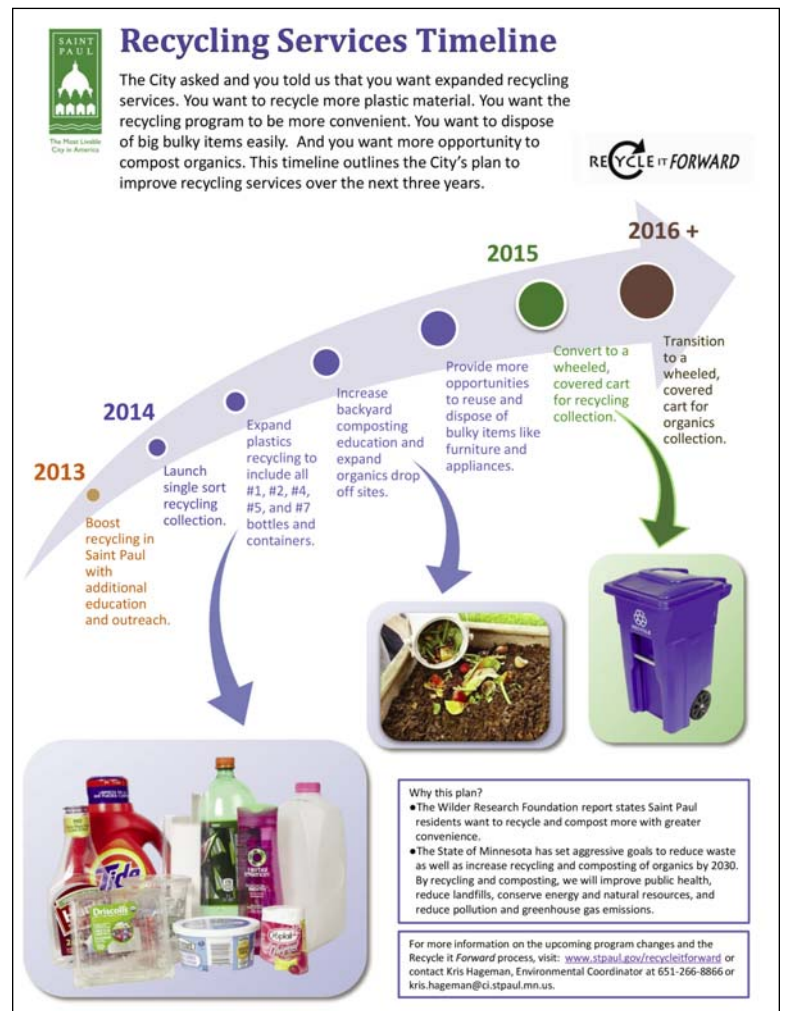 SAINT
PAUL
The Most Livable
City in America
Recycling Services Timeline
The City asked and you told us that you want expanded recycling
services. You want to recycle more plastic material. You want the
recycling program to be more convenient. You want to dispose
of big bulky items easily.  And you want more opportunity to
compost organics. This timeline outlines the City's plan to
improve recycling services over the next three years.
RECYCLE IT FORWARD
2013
Boost
recycling in
Saint Paul
with
additional
education
and outreach.
2014
Launch
single sort
recycling
collection.
Expand
plastics
recycling to
include all
#1, #2, #4,
#5, and #7
bottles and
containers.
Increase
backyard
composting
education and
expand
organics drop
off sites.
Provide more
opportunities
to reuse and
dispose of
bulky items like
furniture and
appliances.
2015
Convert to a
wheeled,
covered cart
for recycling
collection.
2016 +
Transition
to a
wheeled,
covered
cart for
organics
collection.
Tide
Driscoll's
Why this plan?
●The Wilder Research Foundation report states Saint Paul
residents want to recycle and compost more with greater
convenience.
●The State of Minnesota has set aggressive goals to reduce waste
as well as increase recycling and composting of organics by 2030.
By recycling and composting, we will improve public health,
reduce landfills, conserve energy and natural resources, and
reduce pollution and greenhouse gas emissions.
For more information on the upcoming program changes and the
Recycle it Forward process, visit:  www.stpaul.gov/recycleitforward or
contact Kris Hageman, Environmental Coordinator at 651-266-8866 or
kris.hageman@ci.stpaul.mn.us.